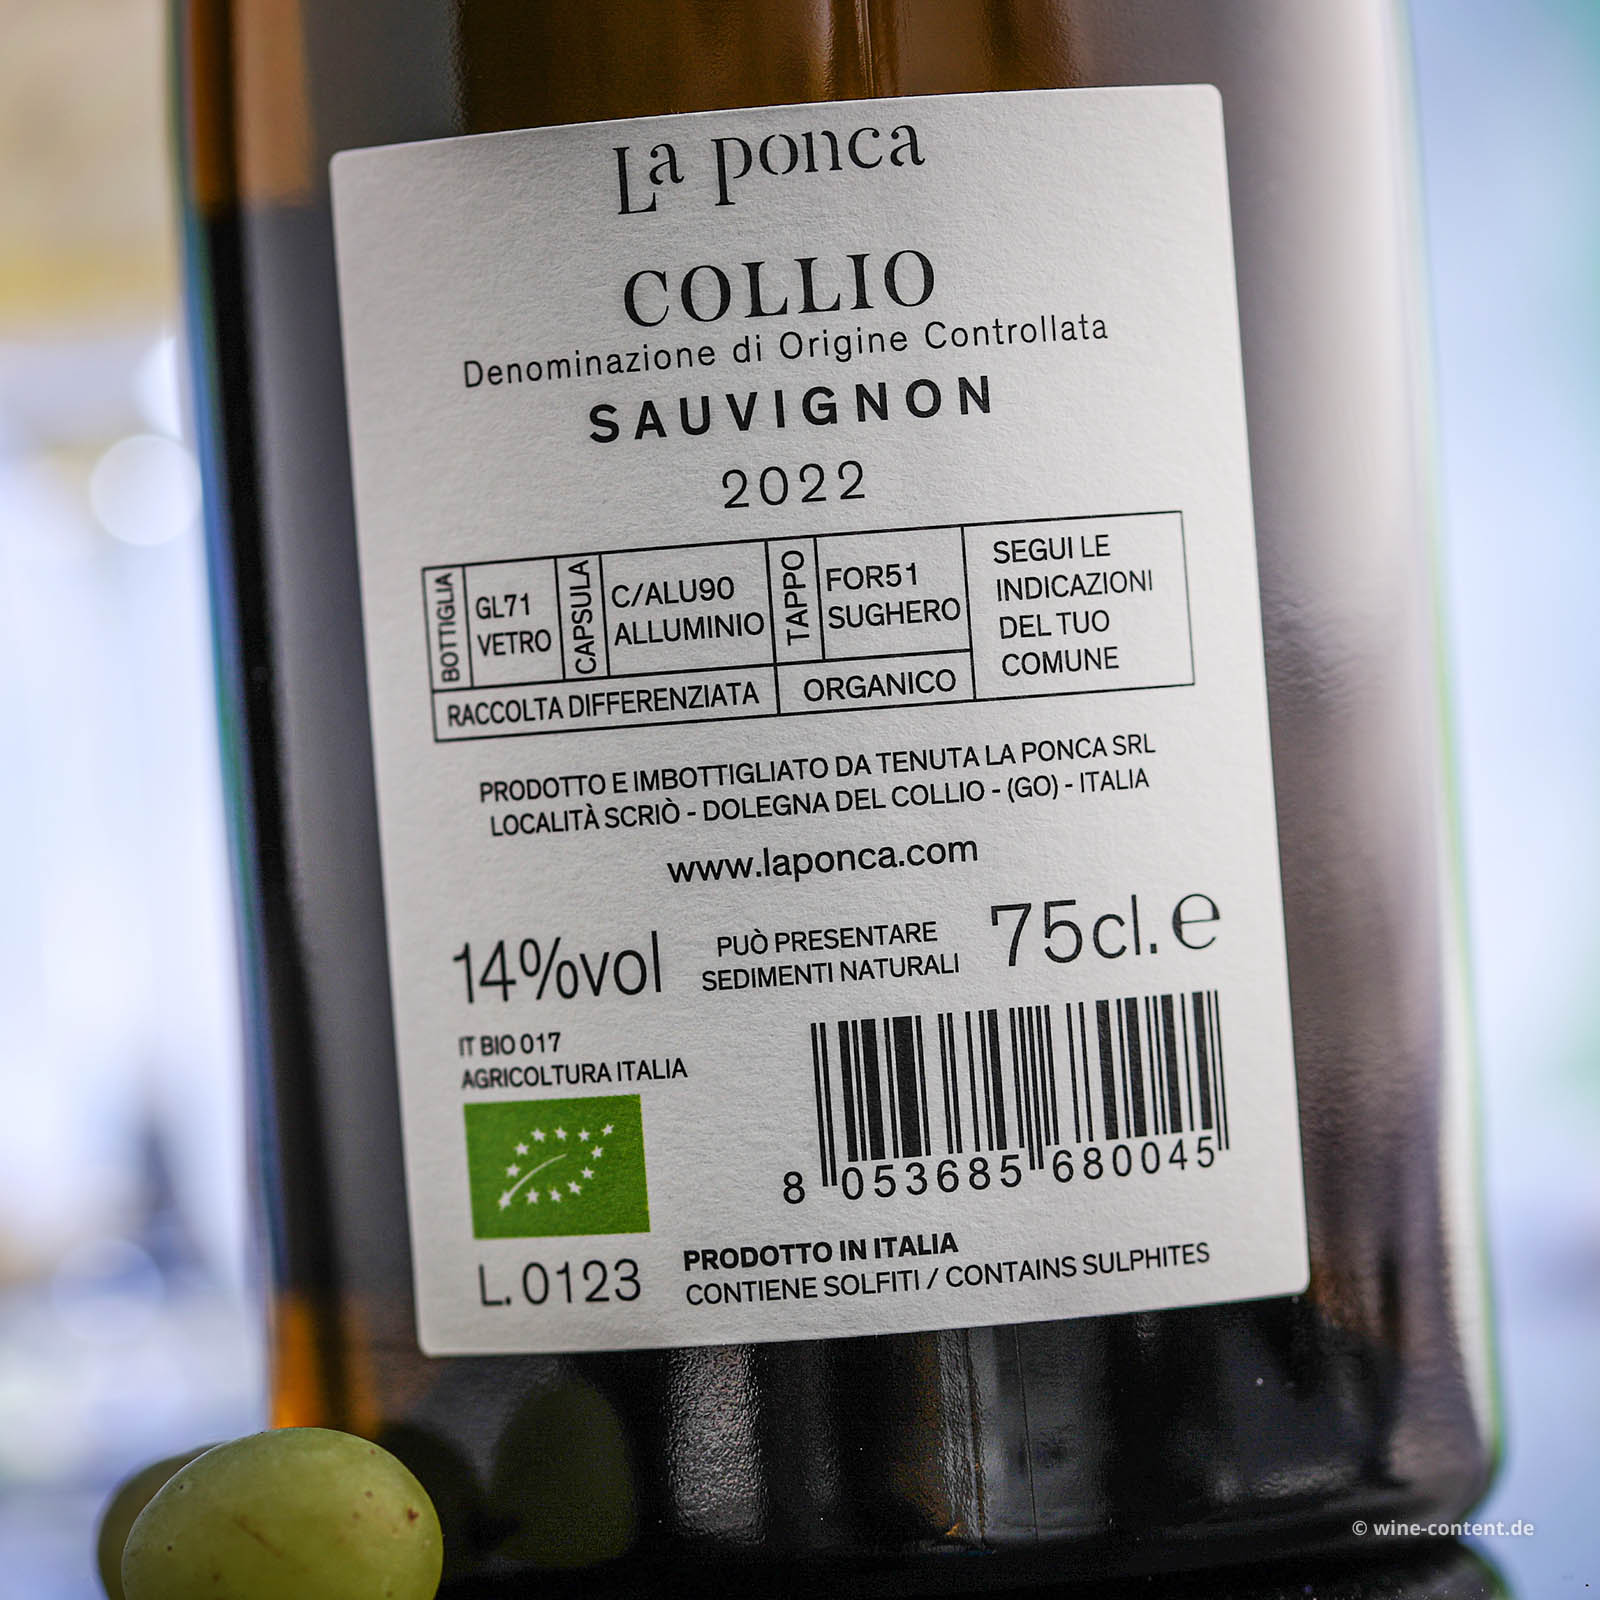 La ponca
COLLIO
Denominazione di Origine Controllata
SAUVIGNON
2022
BOTTIGLIA
GL71
VETRO
CAPSULA
C/ALU90
ALLUMINIO
TAPPO
FOR51
SUGHERO
SEGUI LE
INDICAZIONI
DEL TUO
COMUNE
RACCOLTA DIFFERENZIATA
ORGANICO
PRODOTTO E IMBOTTIGLIATO DA TENUTA LA PONCA SRL
LOCALITÀ SCRIÒ - DOLEGNA DEL COLLIO - (GO) - ITALIA
www.laponca.com
14%vol
PUÒ PRESENTARE
SEDIMENTI NATURALI
75cl. e
IT BIO 017
AGRICOLTURA ITALIA
8 053685 680045
L. 0123
PRODOTTO IN ITALIA
CONTIENE SOLFITI / CONTAINS SULPHITES
© wine-content.de